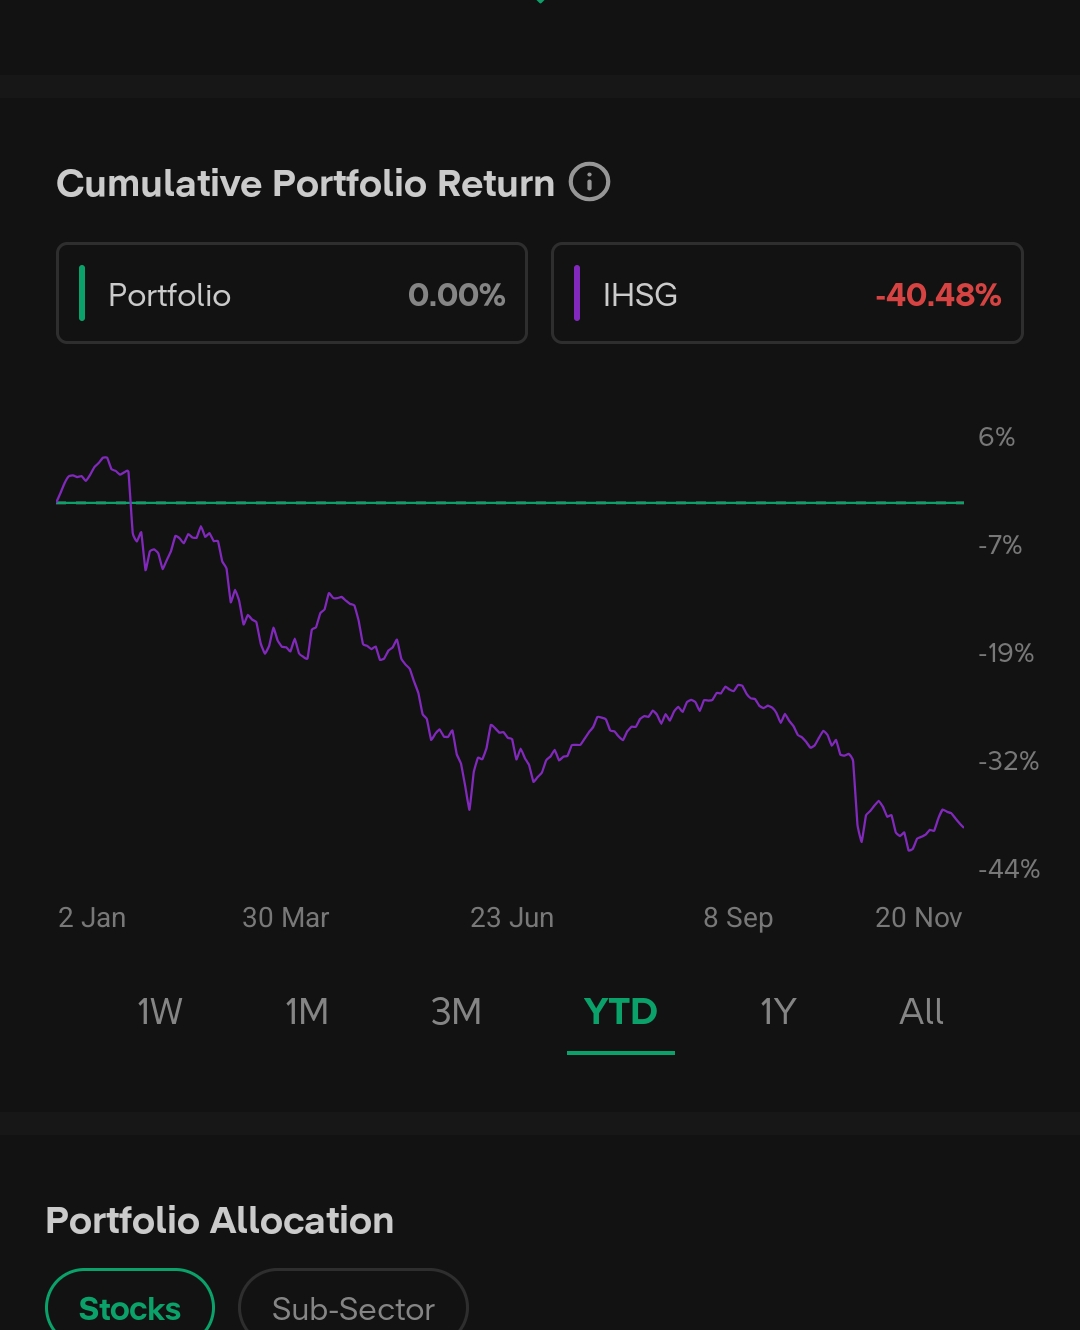 Cumulative Portfolio Return
Portfolio 0.00%
IHSG -40.48%
6%
-7%
-19%
-32%
-44%
2 Jan 30 Mar 23 Jun 8 Sep 20 Nov
1W 1M 3M YTD 1Y All
Portfolio Allocation
Stocks Sub-Sector